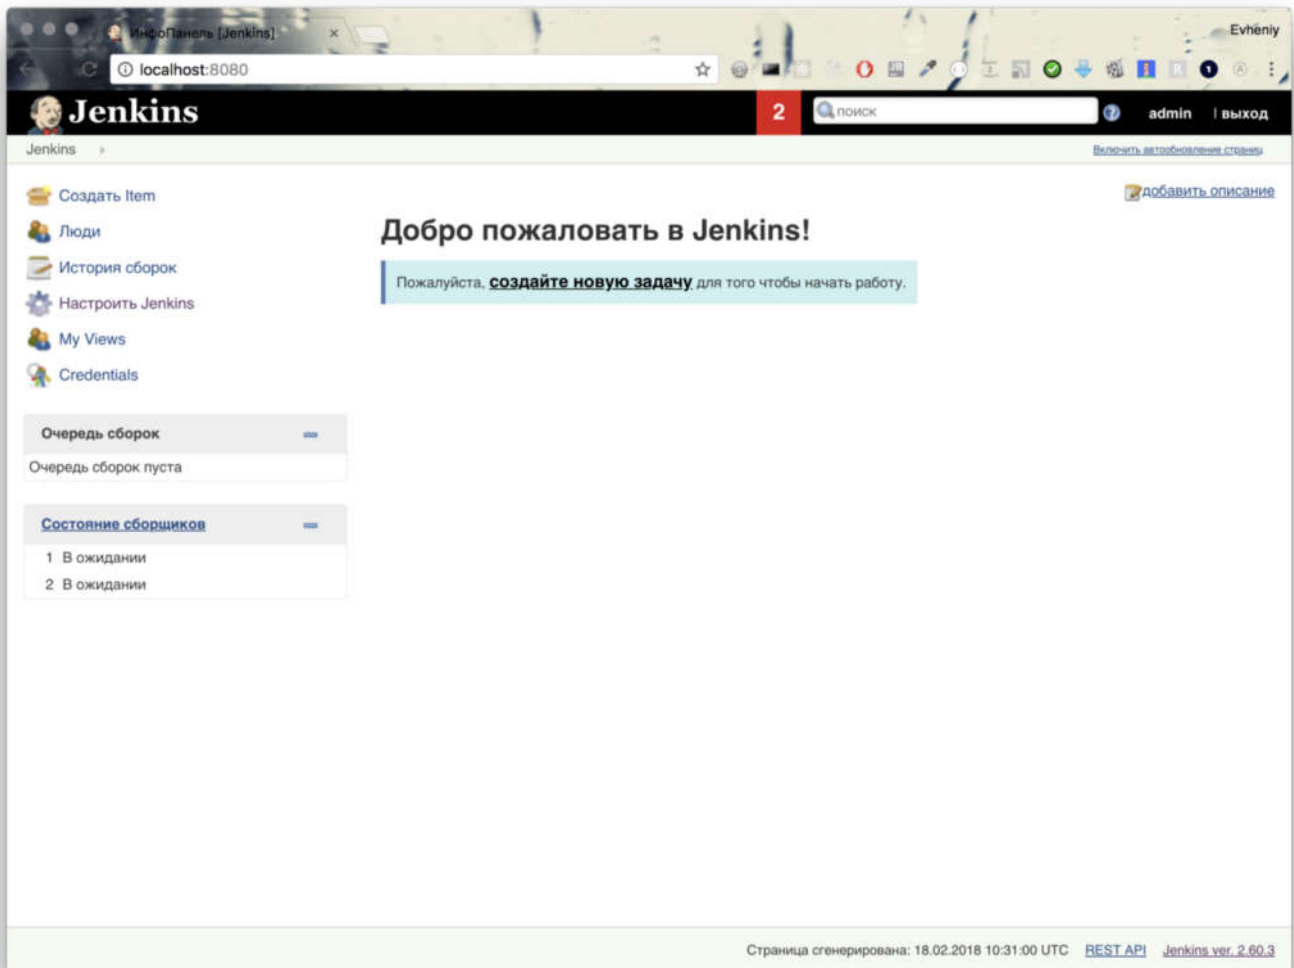 ИнфоПанель [Jenkins]
Evheniy
localhost:8080
Jenkins
2
поиск
admin
| выход
Jenkins
Включить автообновление страниц
Создать Item
добавить описание
Люди
Добро пожаловать в Jenkins!
История сборок
Пожалуйста, создайте новую задачу для того чтобы начать работу.
Настроить Jenkins
My Views
Credentials
Очередь сборок
Очередь сборок пуста
Состояние сборщиков
1 В ожидании
2 В ожидании
Страница сгенерирована: 18.02.2018 10:31:00 UTC REST API Jenkins ver. 2.60.3